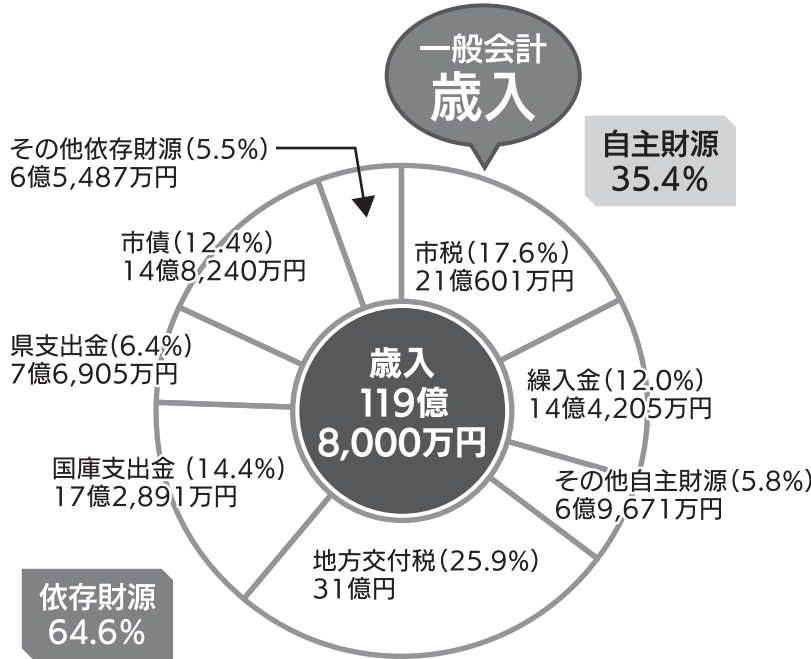 一般会計
歳入
自主財源
35.4%
その他依存財源(5.5%)
6億5,487万円
市債(12.4%)
14億8,240万円
市税(17.6%)
21億601万円
県支出金(6.4%)
7億6,905万円
歳入
119億
8,000万円
繰入金(12.0%)
14億4,205万円
国庫支出金 (14.4%)
17億2,891万円
その他自主財源(5.8%)
6億9,671万円
地方交付税(25.9%)
31億円
依存財源
64.6%